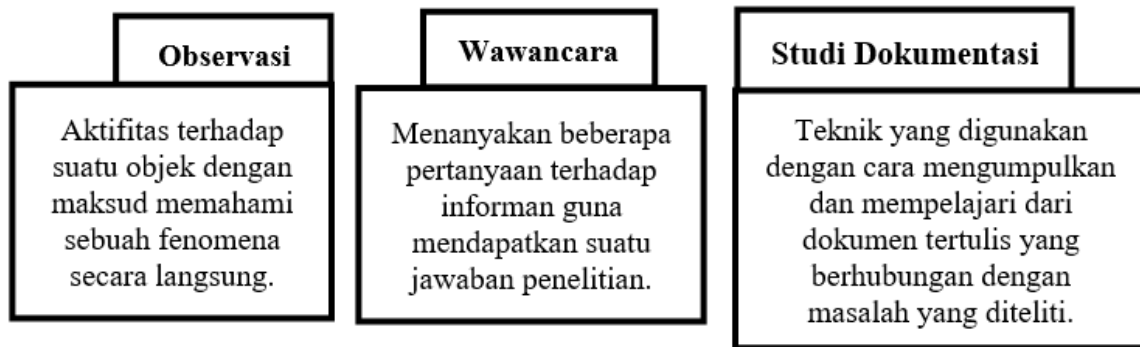 Observasi
Aktifitas terhadap
suatu objek dengan
maksud memahami
sebuah fenomena
secara langsung.
Wawancara
Menanyakan beberapa
pertanyaan terhadap
informan guna
mendapatkan suatu
jawaban penelitian.
Studi Dokumentasi
Teknik yang digunakan
dengan cara mengumpulkan
dan mempelajari dari
dokumen tertulis yang
berhubungan dengan
masalah yang diteliti.